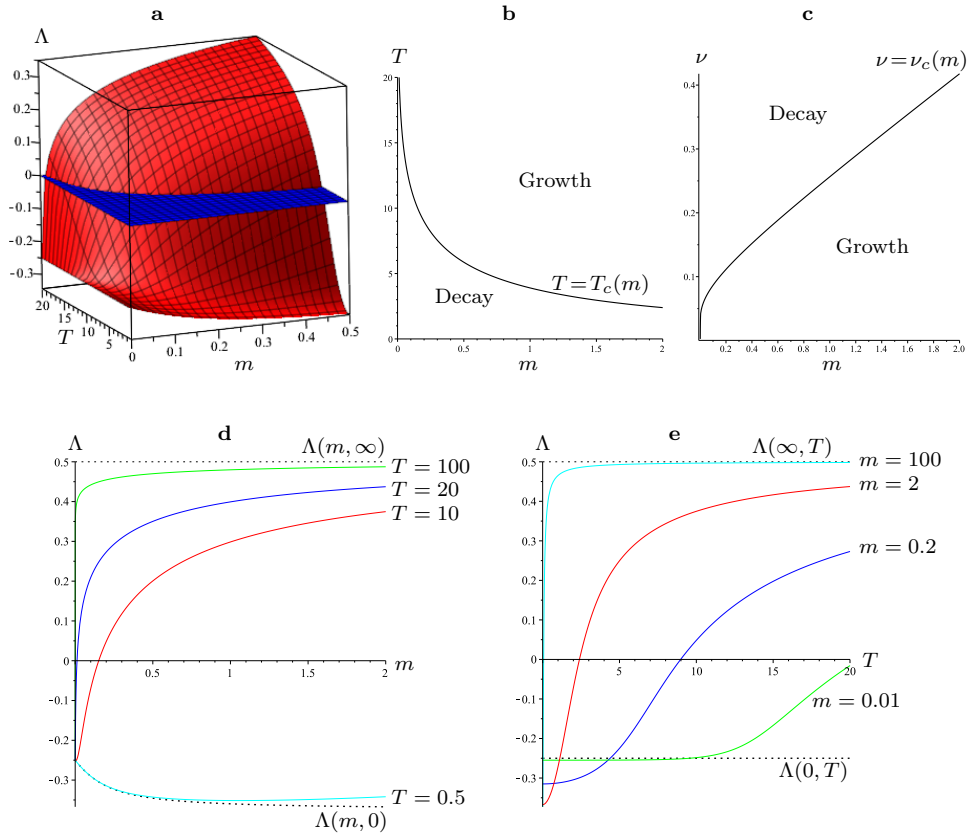 a
Λ
0.3
0.2
0.1
0
-0.1
-0.2
-0.3
20
15
10
5
T
0
0.1
0.2
0.3
0.4
0.5
m
b
T
20
15
10
5
0
0
0.5
1
1.5
2
m
Growth
Decay
T = T_c(m)
c
ν
ν = ν_c(m)
0.4
0.3
0.2
0.1
0.2
0.4
0.6
0.8
1.0
1.2
1.4
1.6
1.8
2.0
m
Decay
Growth
d
Λ
Λ(m, ∞)
0.5
0.4
0.3
0.2
0.1
0
-0.1
-0.2
-0.3
0.5
1
1.5
2
m
T = 100
T = 20
T = 10
T = 0.5
Λ(m, 0)
e
Λ
Λ(∞, T)
0.5
0.4
0.3
0.2
0.1
0
-0.1
-0.2
-0.3
5
10
15
20
T
m = 100
m = 2
m = 0.2
m = 0.01
Λ(0, T)